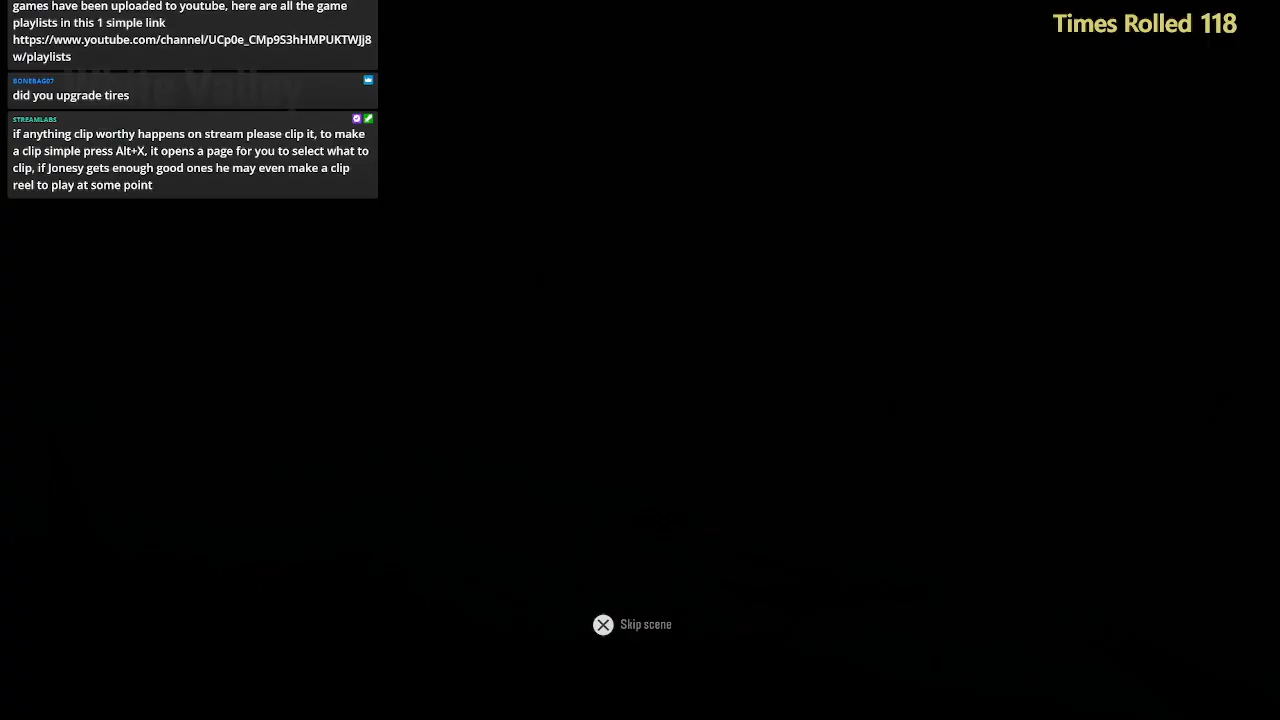 games have been uploaded to youtube, here are all the game
playlists in this 1 simple link
https://www.youtube.com/channel/UCp0e_CMp9S3hHMPUKTWJj8
w/playlists
BONEBAG07
did you upgrade tires
STREAMLABS
if anything clip worthy happens on stream please clip it, to make
a clip simple press Alt+X, it opens a page for you to select what to
clip, if Jonesy gets enough good ones he may even make a clip
reel to play at some point
Times Rolled 118
Valley
Skip scene